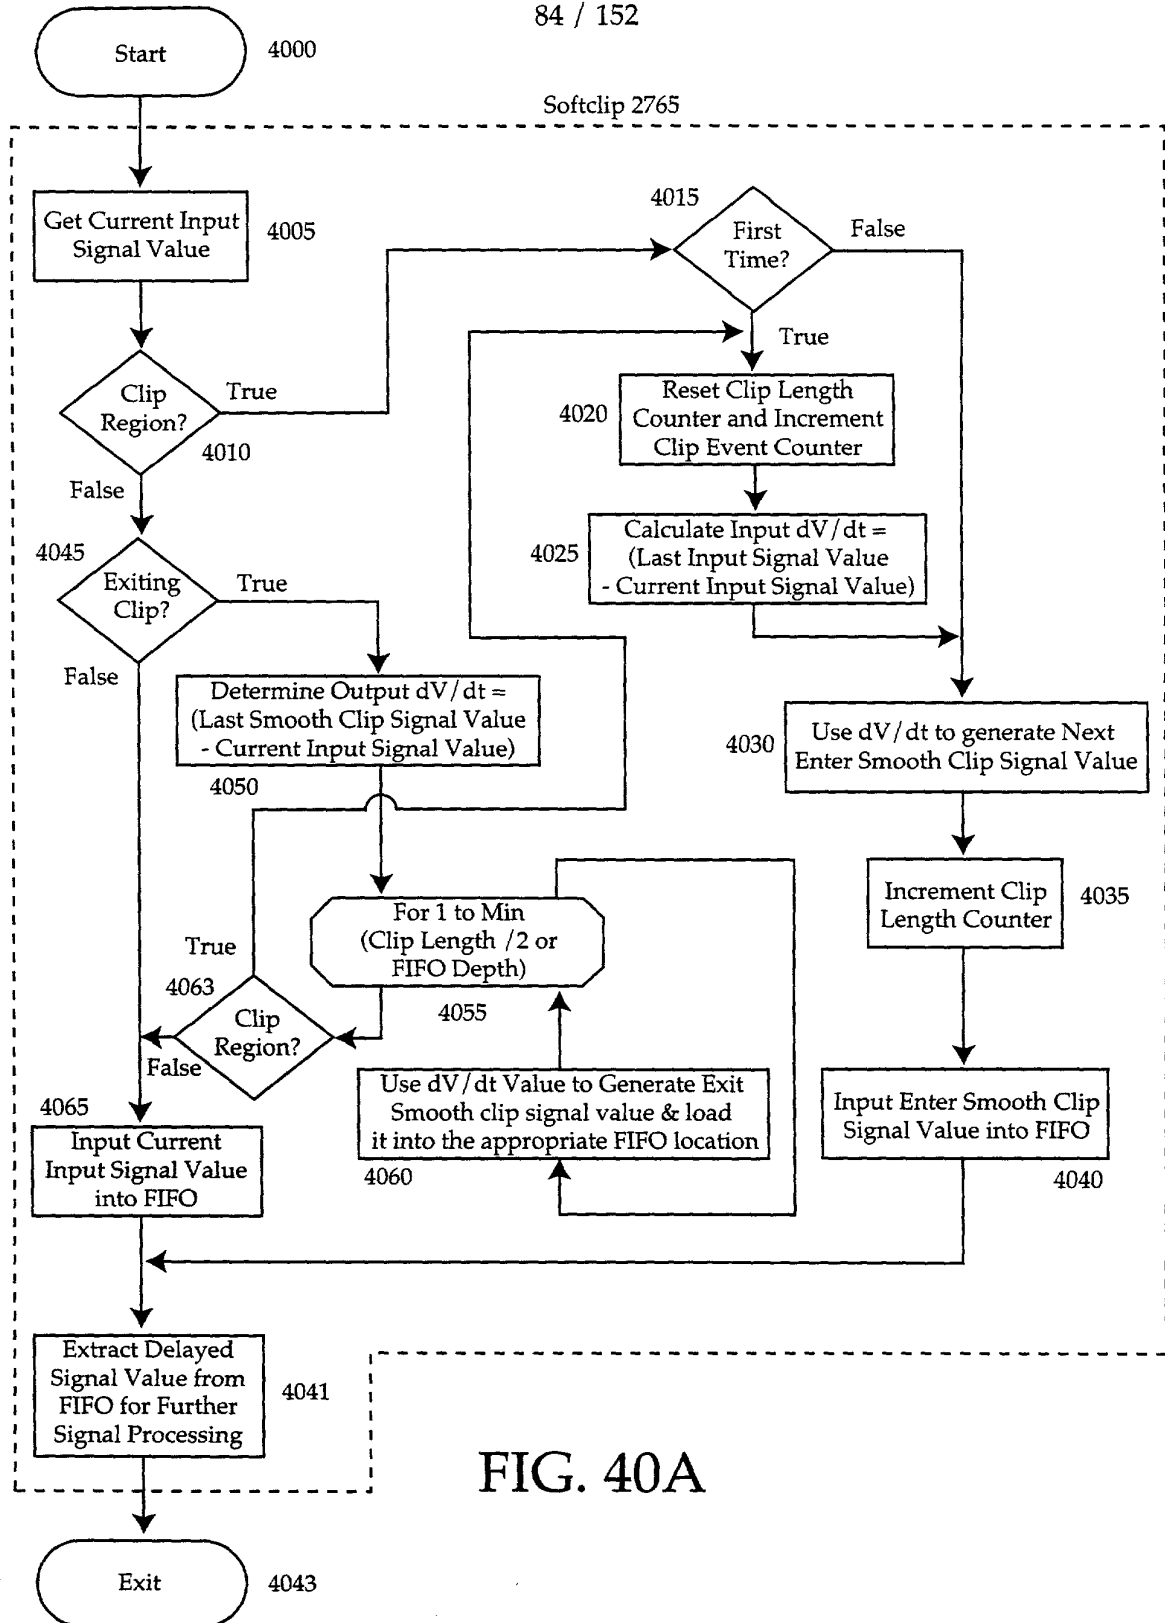 84 / 152
Start
4000
Softclip 2765
Get Current Input
Signal Value
4005
4015
First
Time?
False
True
Clip
Region?
True
4010
False
Reset Clip Length
Counter and Increment
Clip Event Counter
4020
Calculate Input dV/dt =
(Last Input Signal Value
- Current Input Signal Value)
4025
4045
Exiting
Clip?
True
False
Determine Output dV/dt =
(Last Smooth Clip Signal Value
- Current Input Signal Value)
4050
Use dV/dt to generate Next
Enter Smooth Clip Signal Value
4030
Increment Clip
Length Counter
4035
For 1 to Min
(Clip Length /2 or
FIFO Depth)
4055
True
4063
Clip
Region?
False
Use dV/dt Value to Generate Exit
Smooth clip signal value & load
it into the appropriate FIFO location
4060
Input Enter Smooth Clip
Signal Value into FIFO
4040
4065
Input Current
Input Signal Value
into FIFO
Extract Delayed
Signal Value from
FIFO for Further
Signal Processing
4041
FIG. 40A
Exit
4043